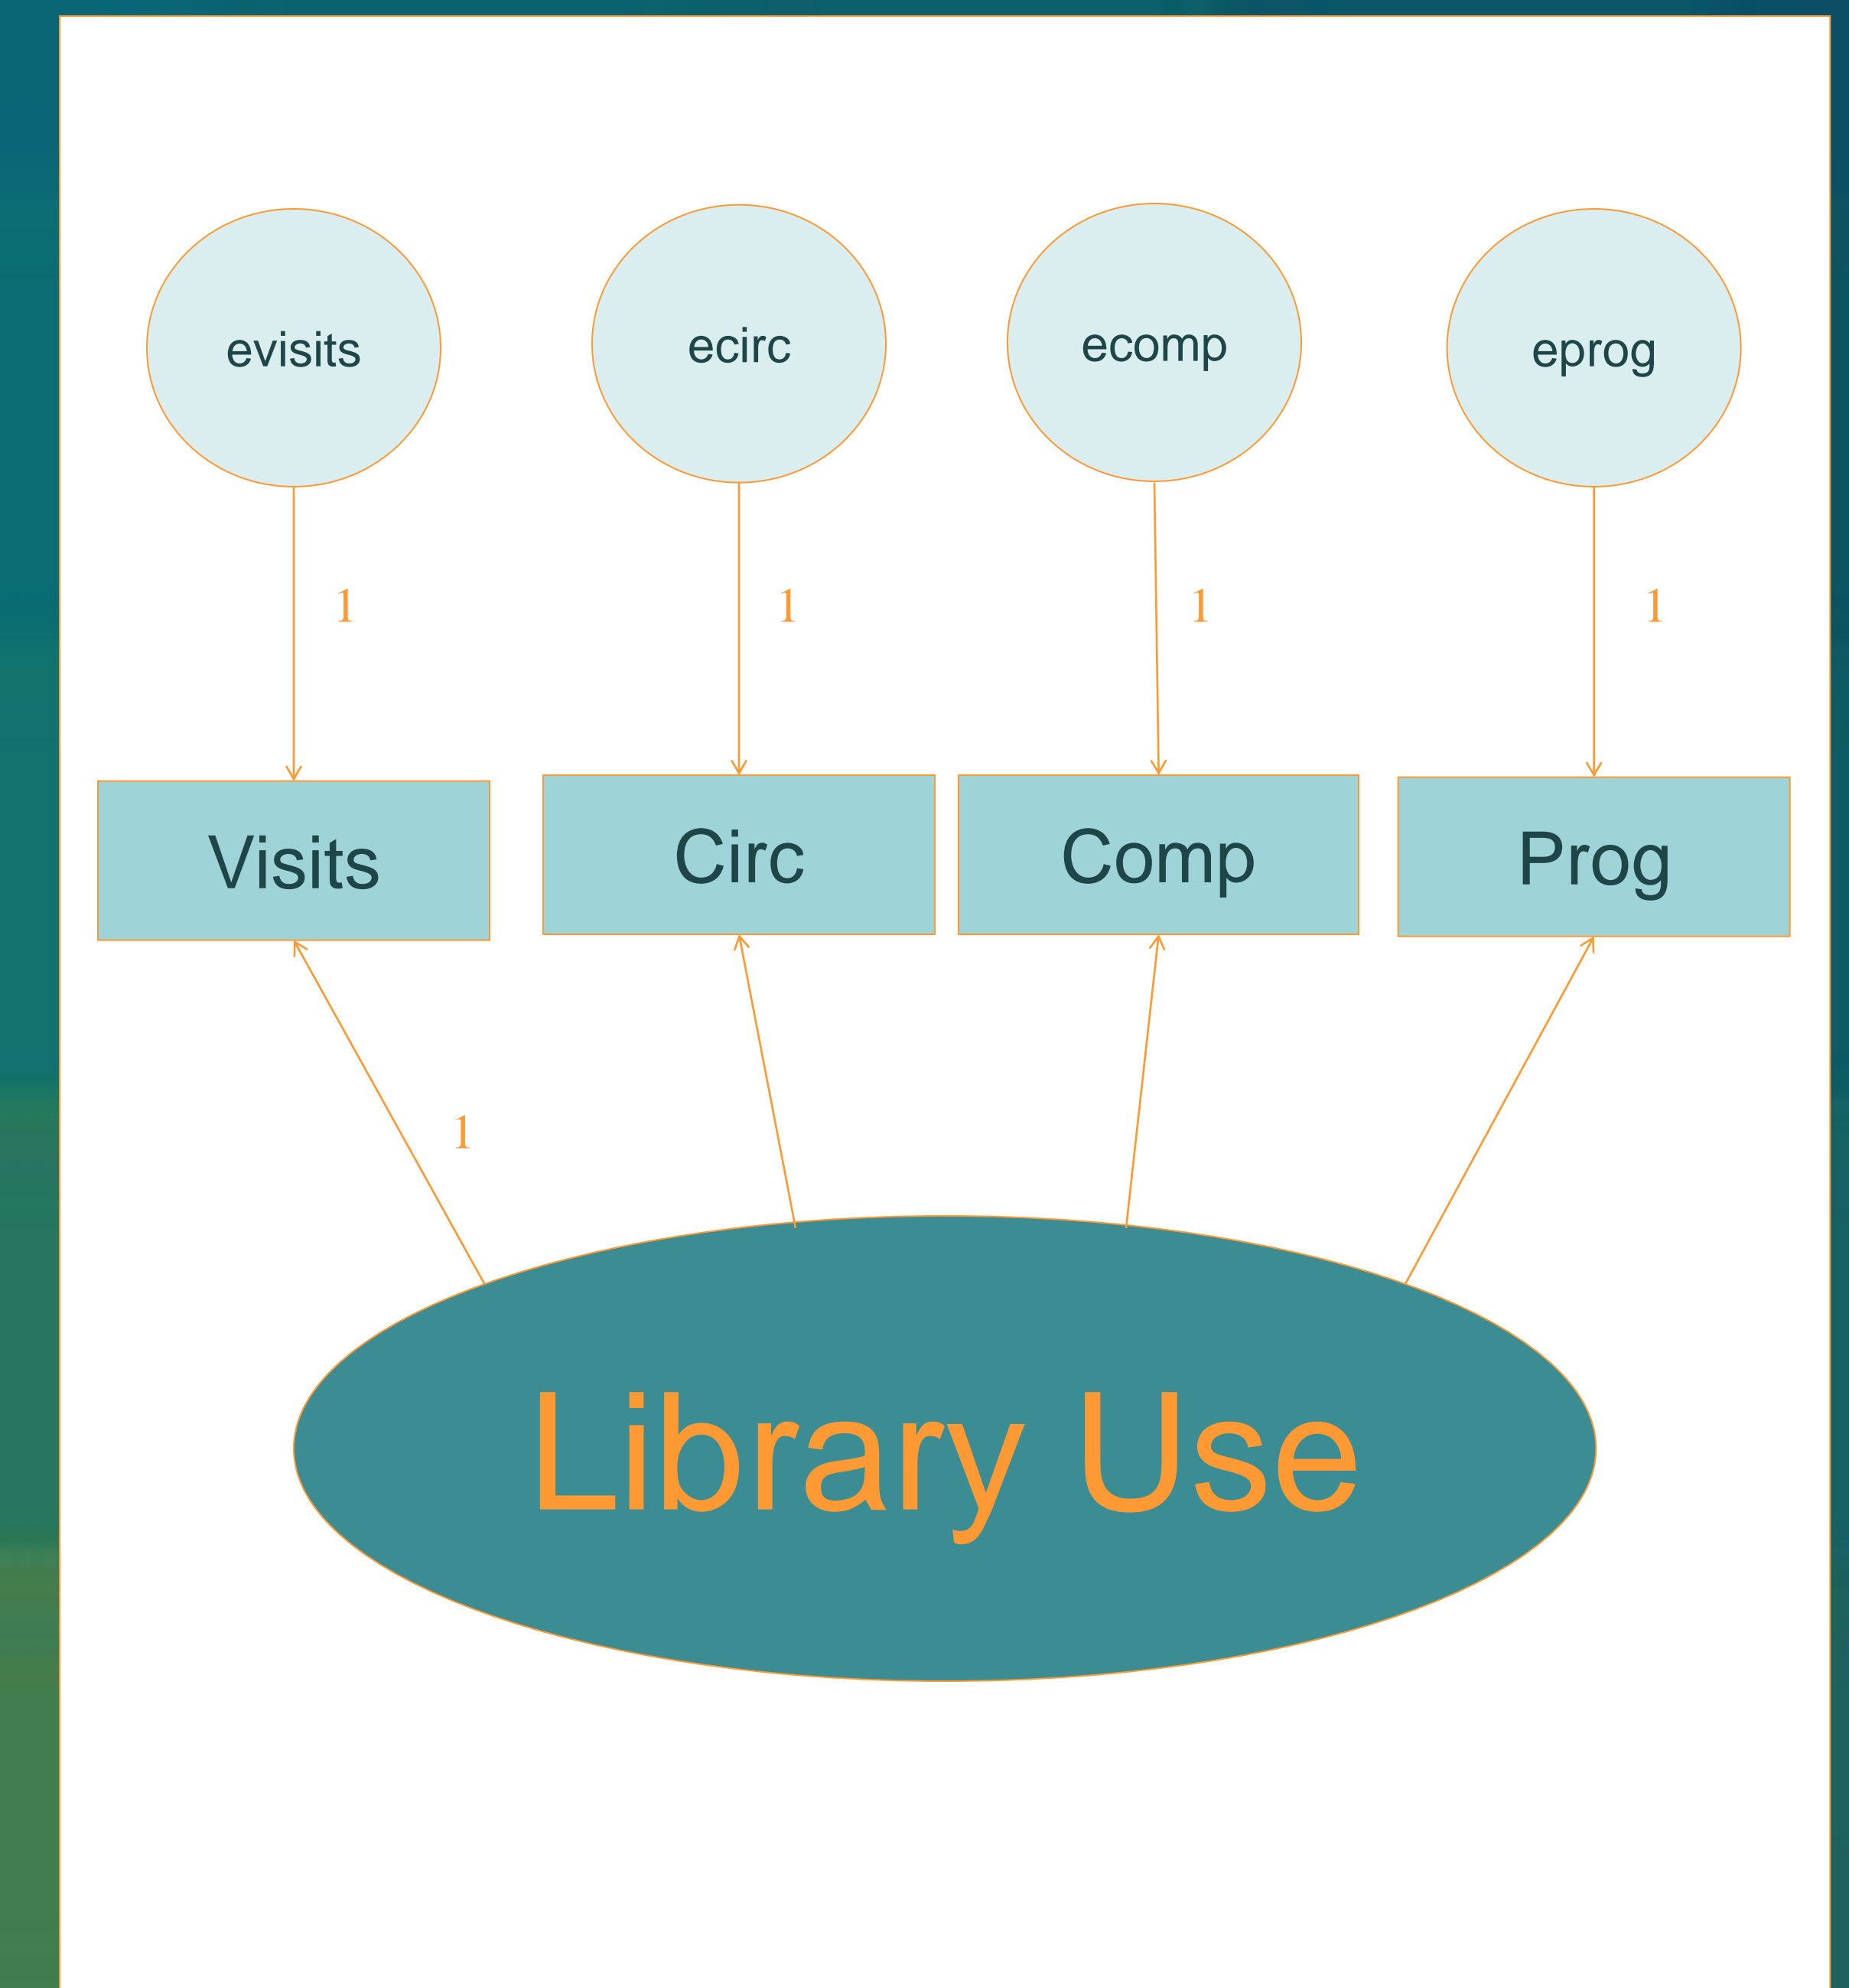 evisits ecirc ecomp eprog
1 1 1 1
Visits Circ Comp Prog
1
Library Use